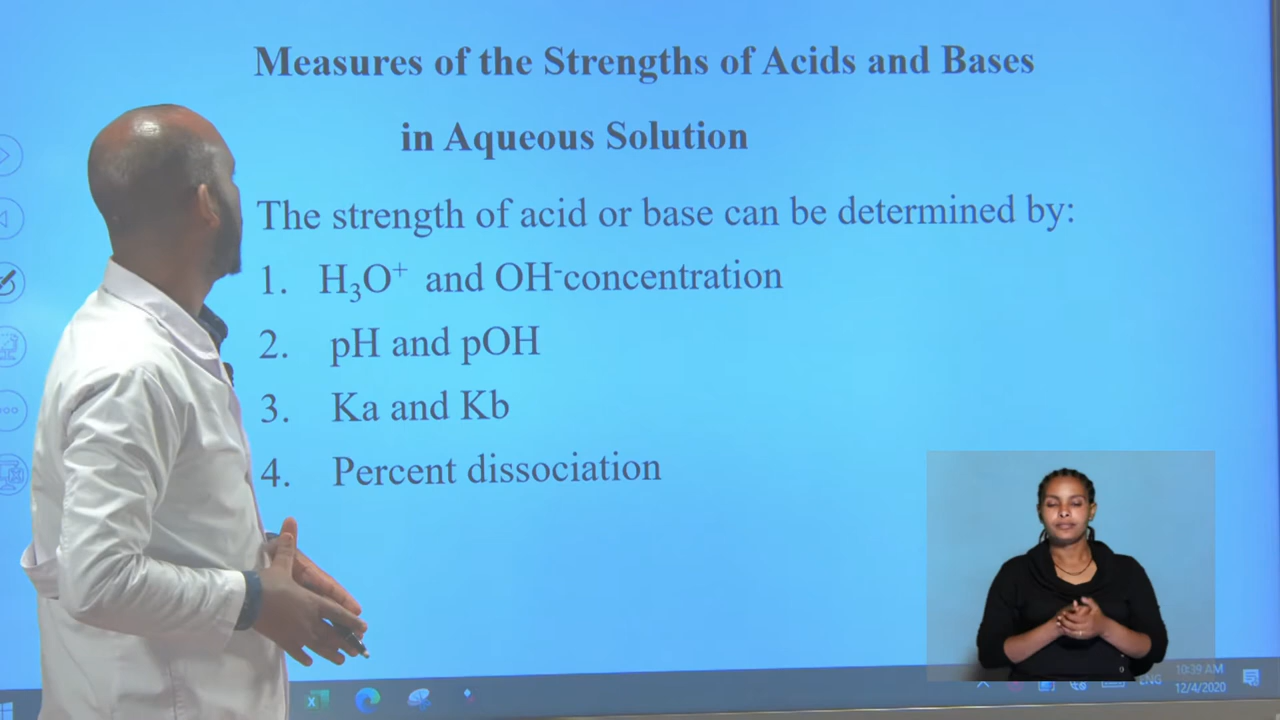 Measures of the Strengths of Acids and Bases
in Aqueous Solution
The strength of acid or base can be determined by:
1. H₃O⁺ and OH⁻concentration
2. pH and pOH
3. Ka and Kb
4. Percent dissociation
ENG
10:39 AM
12/4/2020